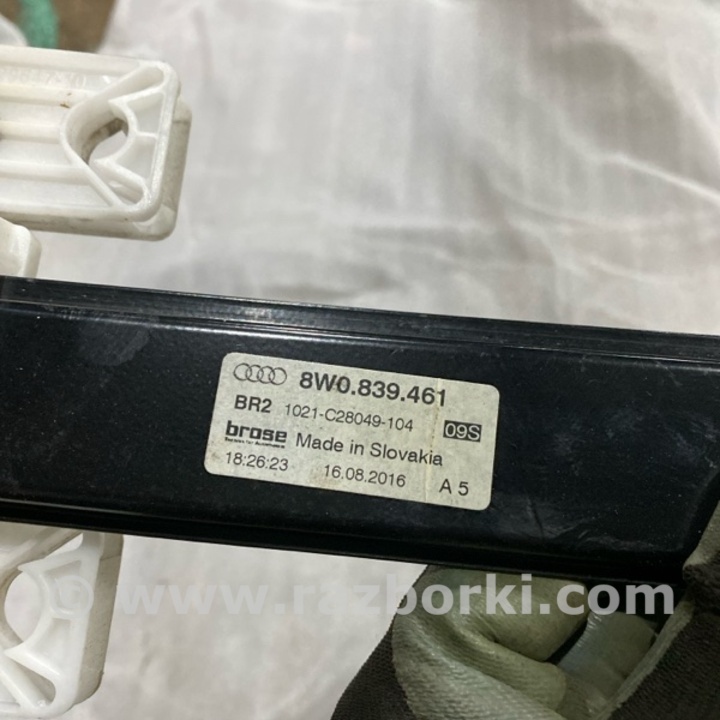 8W0.839.461
BR2 1021-C28049-104 09S
brose Made in Slovakia
18:26:23 16.08.2016 A 5
© www.razborki.com